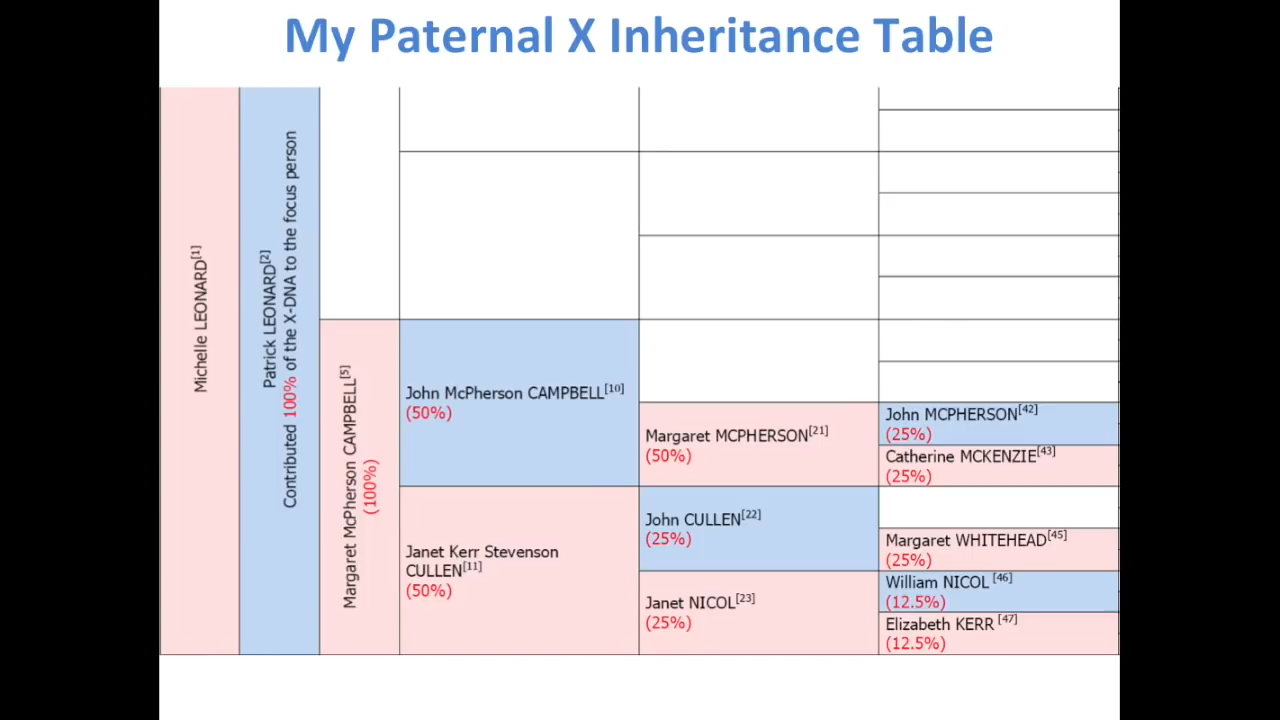 My Paternal X Inheritance Table
Michelle LEONARD[1]
Patrick LEONARD[2]
Contributed 100% of the X-DNA to the focus person
Margaret McPherson CAMPBELL[5]
(100%)
John McPherson CAMPBELL[10]
(50%)
Janet Kerr Stevenson
CULLEN[11]
(50%)
Margaret MCPHERSON[21]
(50%)
John CULLEN[22]
(25%)
Janet NICOL[23]
(25%)
John MCPHERSON[42]
(25%)
Catherine MCKENZIE[43]
(25%)
Margaret WHITEHEAD[45]
(25%)
William NICOL [46]
(12.5%)
Elizabeth KERR [47]
(12.5%)